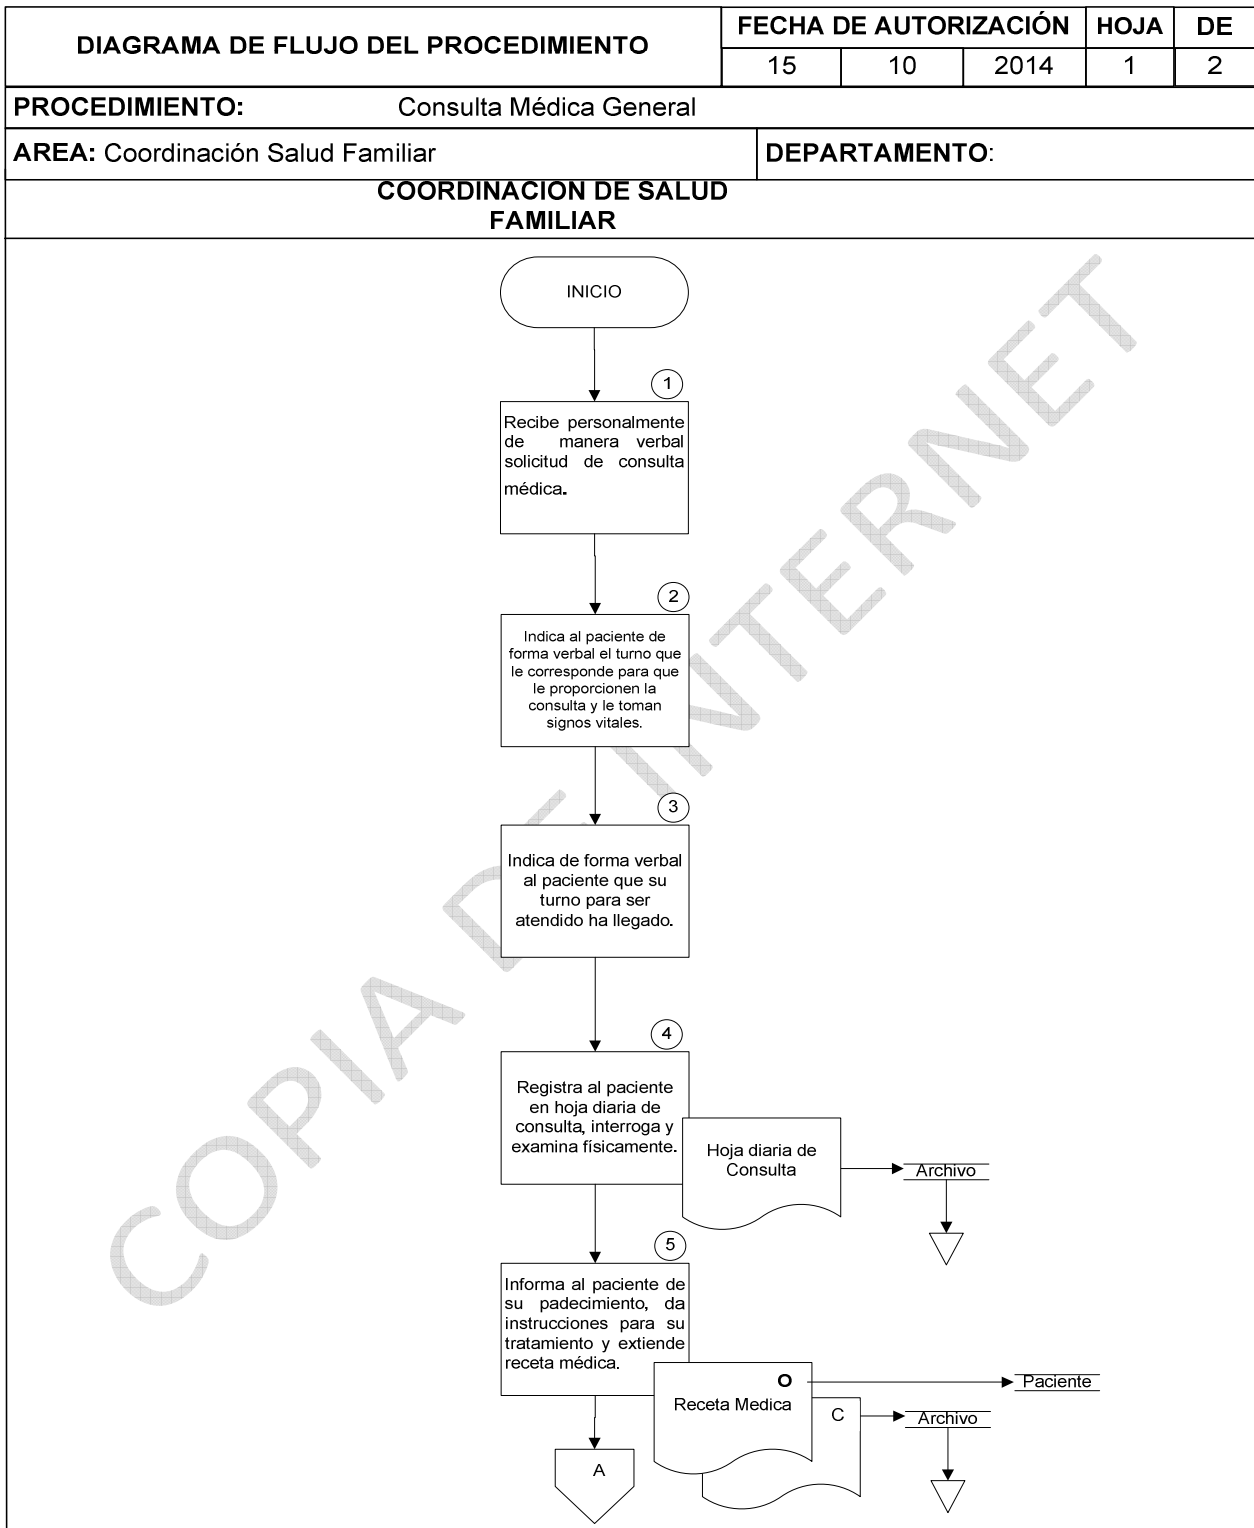 DIAGRAMA DE FLUJO DEL PROCEDIMIENTO
FECHA DE AUTORIZACIÓN HOJA DE
15 10 2014 1 2
PROCEDIMIENTO: Consulta Médica General
AREA: Coordinación Salud Familiar DEPARTAMENTO:
COORDINACION DE SALUD
FAMILIAR
COPIA DE INTERNET
INICIO
1
Recibe personalmente
de manera verbal
solicitud de consulta
médica.
2
Indica al paciente de
forma verbal el turno que
le corresponde para que
le proporcionen la
consulta y le toman
signos vitales.
3
Indica de forma verbal
al paciente que su
turno para ser
atendido ha llegado.
4
Registra al paciente
en hoja diaria de
consulta, interroga y
examina físicamente.
Hoja diaria de
Consulta
Archivo
5
Informa al paciente de
su padecimiento, da
instrucciones para su
tratamiento y extiende
receta médica.
O
Receta Medica
Paciente
C
Archivo
A